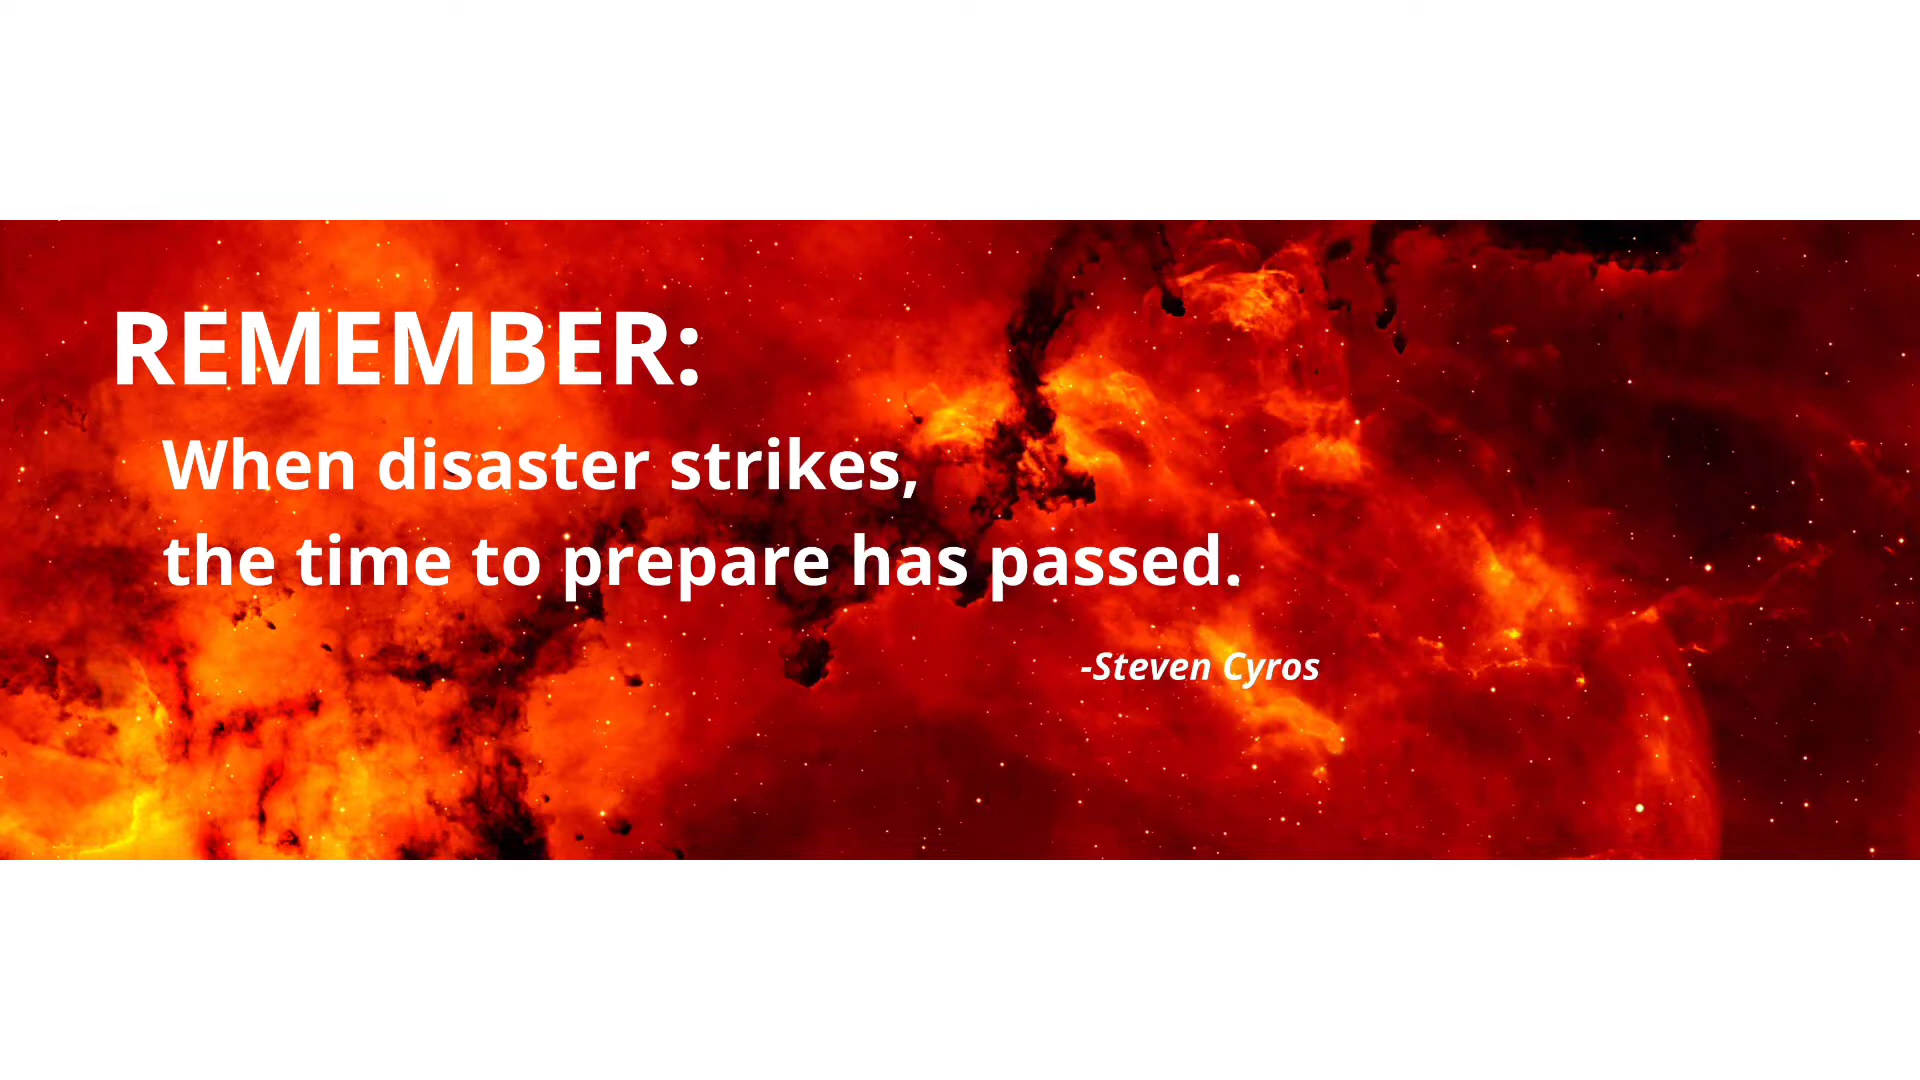 REMEMBER:
When disaster strikes,
the time to prepare has passed.
-Steven Cyros